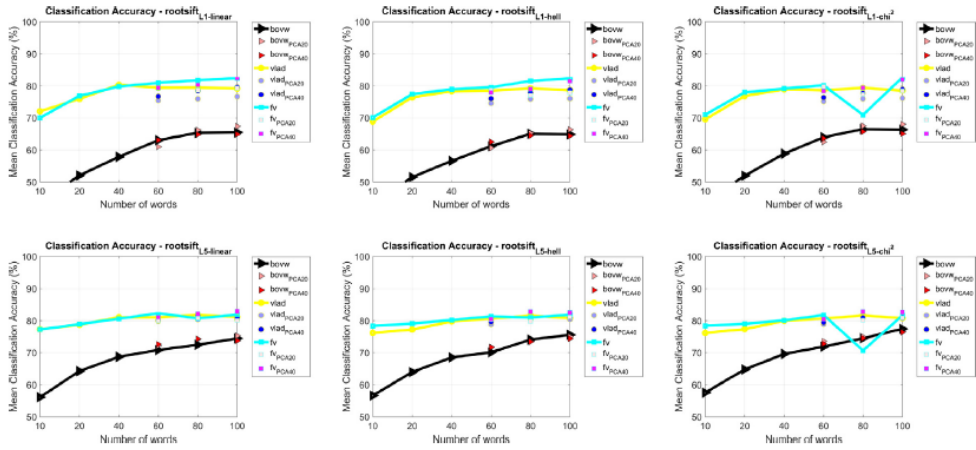 Classification Accuracy - rootsift L1-linear
Mean Classification Accuracy (%)
100
90
80
70
60
50
10 20 40 60 80 100
Number of words
bovw
bovw PCA20
bovw PCA40
vlad
vlad PCA20
vlad PCA40
fv
fv PCA20
fv PCA40
Classification Accuracy - rootsift L1-hell
Mean Classification Accuracy (%)
100
90
80
70
60
50
10 20 40 60 80 100
Number of words
bovw
bovw PCA20
bovw PCA40
vlad
vlad PCA20
vlad PCA40
fv
fv PCA20
fv PCA40
Classification Accuracy - rootsift L1-chi²
Mean Classification Accuracy (%)
100
90
80
70
60
50
10 20 40 60 80 100
Number of words
bovw
bovw PCA20
bovw PCA40
vlad
vlad PCA20
vlad PCA40
fv
fv PCA20
fv PCA40
Classification Accuracy - rootsift L5-linear
Mean Classification Accuracy (%)
100
90
80
70
60
50
40
10 20 40 60 80 100
Number of words
bovw
bovw PCA20
bovw PCA40
vlad
vlad PCA20
vlad PCA40
fv
fv PCA20
fv PCA40
Classification Accuracy - rootsift L5-hell
Mean Classification Accuracy (%)
100
90
80
70
60
50
10 20 40 60 80 100
Number of words
bovw
bovw PCA20
bovw PCA40
vlad
vlad PCA20
vlad PCA40
fv
fv PCA20
fv PCA40
Classification Accuracy - rootsift L5-chi²
Mean Classification Accuracy (%)
100
90
80
70
60
50
10 20 40 60 80 100
Number of words
bovw
bovw PCA20
bovw PCA40
vlad
vlad PCA20
vlad PCA40
fv
fv PCA20
fv PCA40